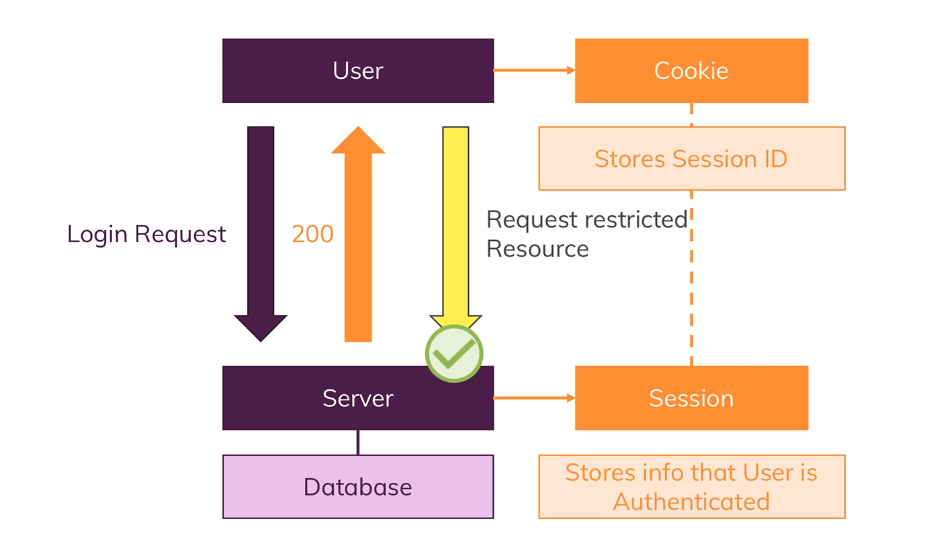 User
Cookie
Stores Session ID
Login Request
200
Request restricted
Resource
Server
Session
Database
Stores info that User is
Authenticated